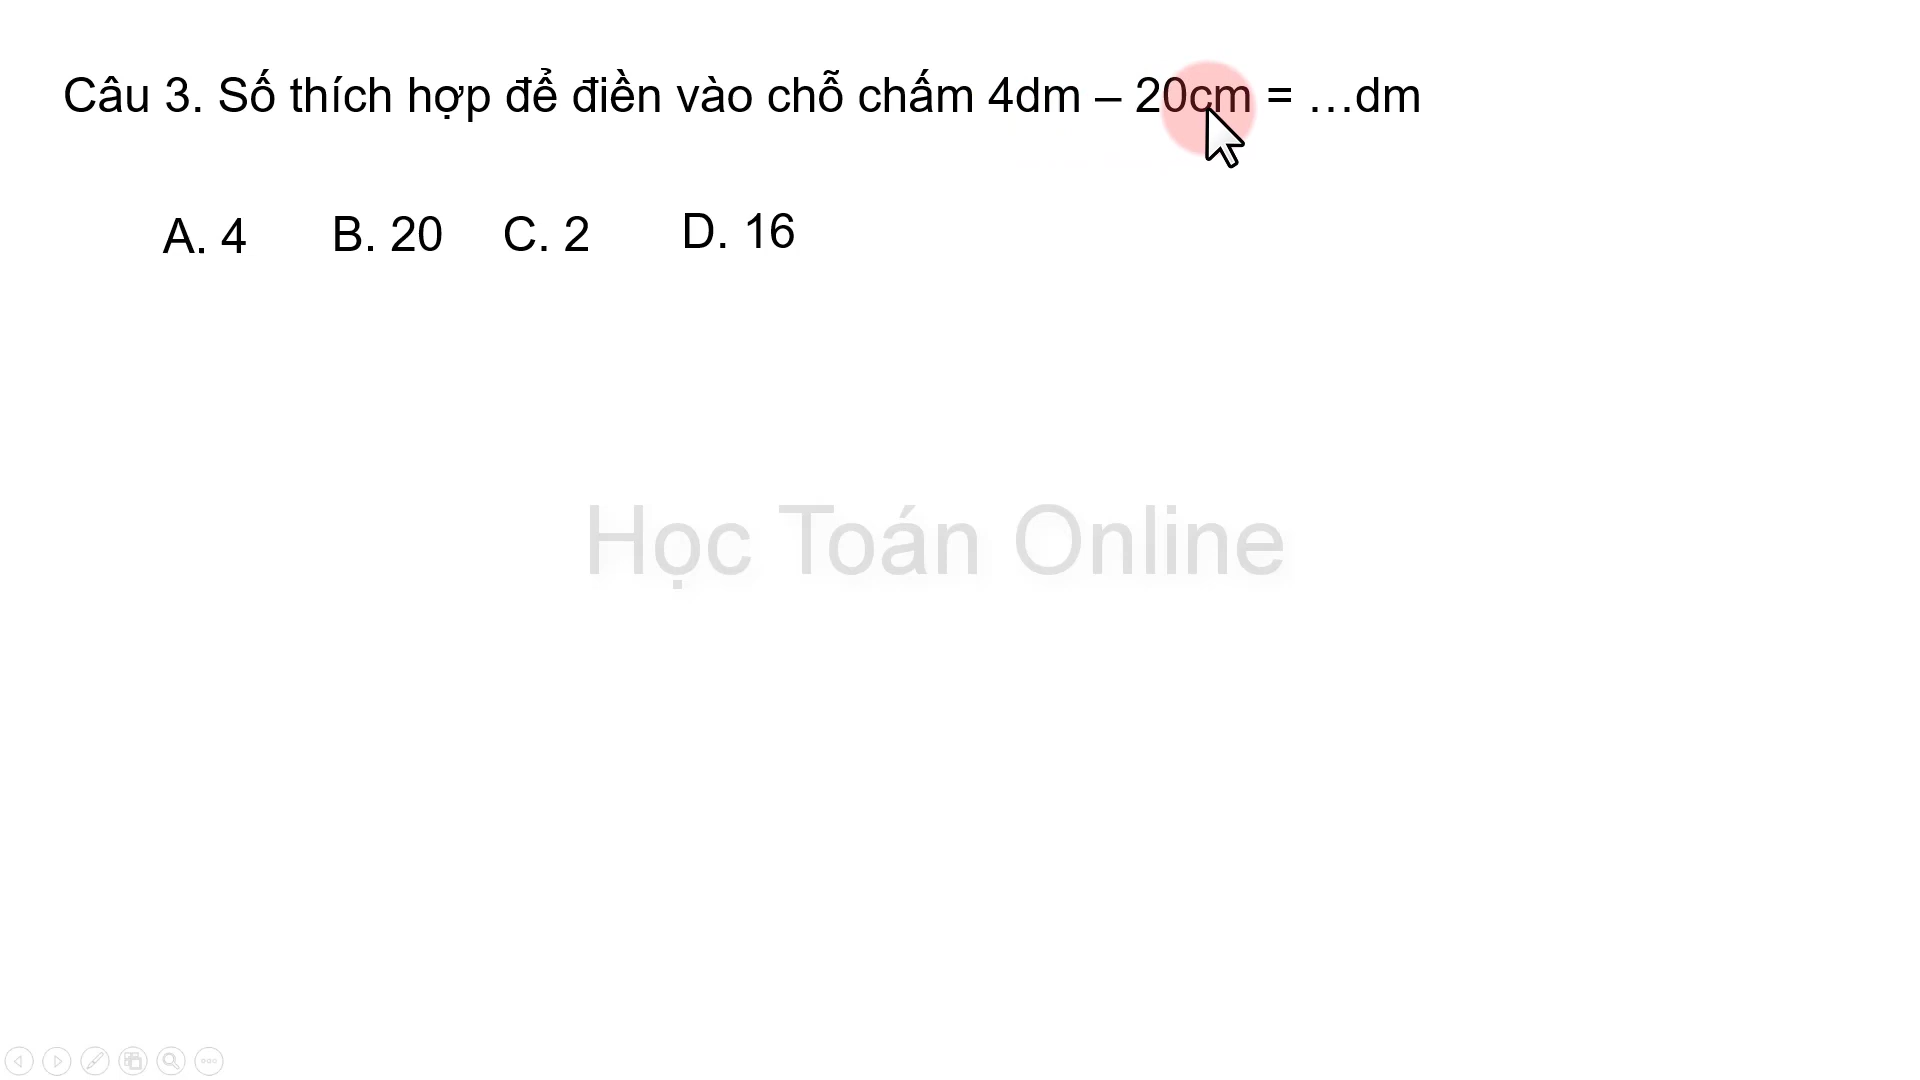 Câu 3. Số thích hợp để điền vào chỗ chấm 4dm – 20cm = …dm
A. 4 B. 20 C. 2 D. 16
Học Toán Online